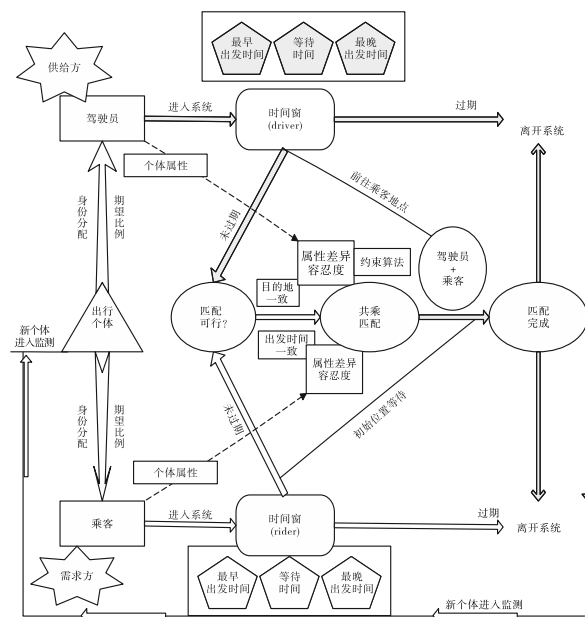 最早
出发时间
等待
时间
最晚
出发时间
供给方
驾驶员
进入系统
时间窗
(driver)
过期
离开系统
个体属性
前往乘客地点
身份分配
期望比例
未过期
属性差异
容忍度
约束算法
驾驶员
+
乘客
目的地
一致
出行
个体
匹配
可行?
共乘
匹配
匹配
完成
新个体
进入监测
出发时间
一致
属性差异
容忍度
身份分配
期望比例
未过期
初始位置等待
个体属性
乘客
进入系统
时间窗
(rider)
过期
离开系统
需求方
最早
出发时间
等待
时间
最晚
出发时间
新个体进入监测